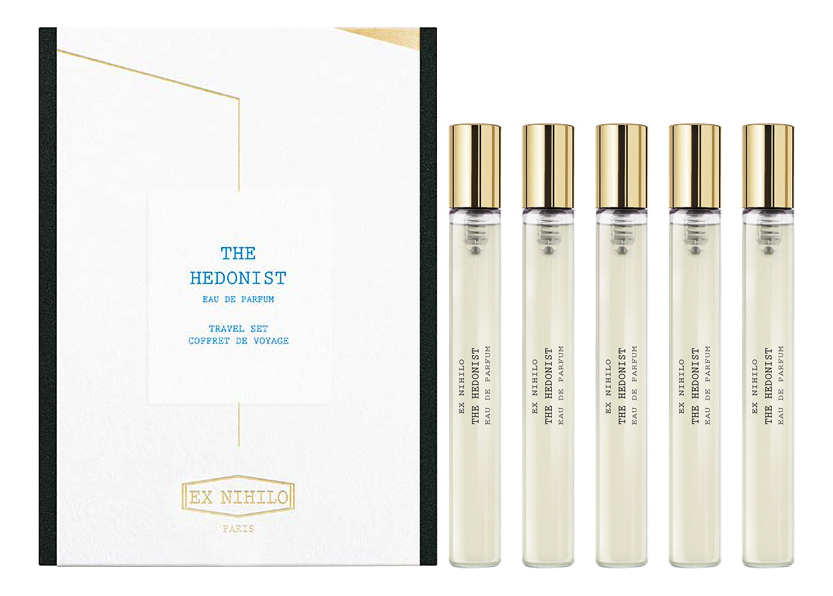 THE
HEDONIST
EAU DE PARFUM
TRAVEL SET
COFFRET DE VOYAGE
EX NIHILO
PARIS
EX NIHILO
THE HEDONIST
EAU DE PARFUM
EX NIHILO
THE HEDONIST
EAU DE PARFUM
EX NIHILO
THE HEDONIST
EAU DE PARFUM
EX NIHILO
THE HEDONIST
EAU DE PARFUM
EX NIHILO
THE HEDONIST
EAU DE PARFUM